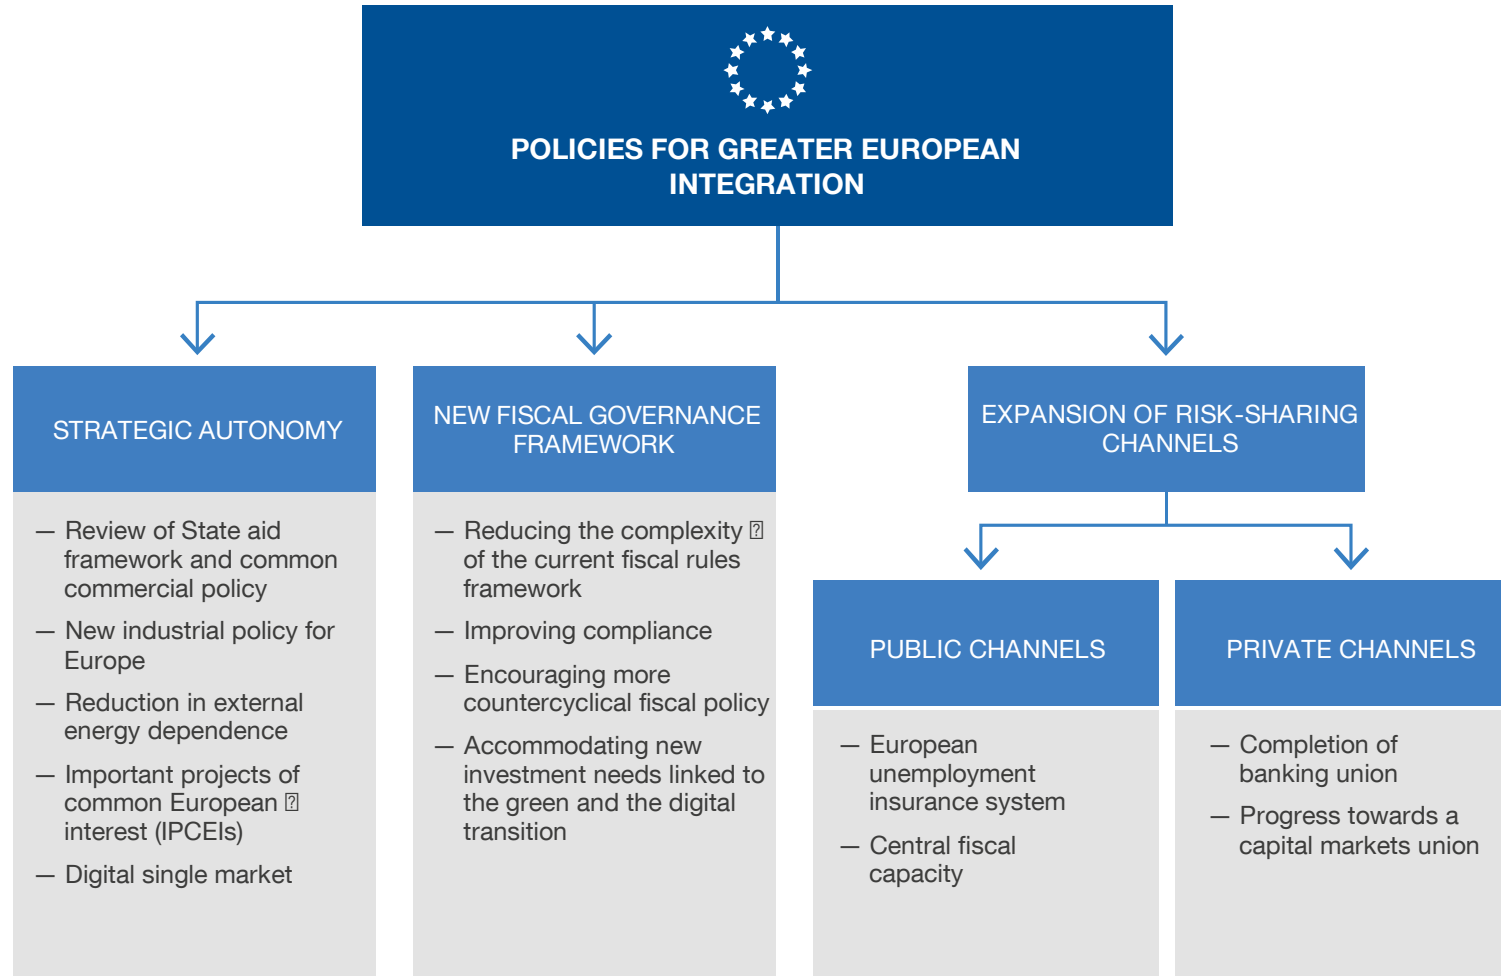 POLICIES FOR GREATER EUROPEAN
INTEGRATION
STRATEGIC AUTONOMY
— Review of State aid
framework and common
commercial policy
— New industrial policy for
Europe
— Reduction in external
energy dependence
— Important projects of
common European ⍰
interest (IPCEIs)
— Digital single market
NEW FISCAL GOVERNANCE
FRAMEWORK
— Reducing the complexity ⍰
of the current fiscal rules
framework
— Improving compliance
— Encouraging more
countercyclical fiscal policy
— Accommodating new
investment needs linked to
the green and the digital
transition
EXPANSION OF RISK-SHARING
CHANNELS
PUBLIC CHANNELS
— European
unemployment
insurance system
— Central fiscal
capacity
PRIVATE CHANNELS
— Completion of
banking union
— Progress towards a
capital markets union